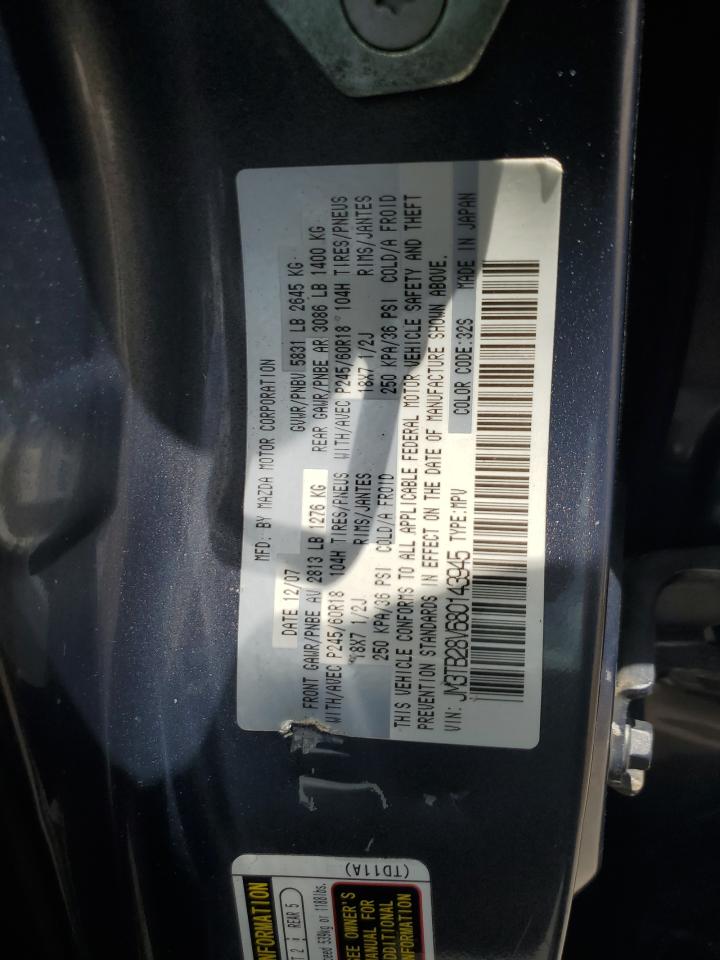 MFD. BY MAZDA MOTOR CORPORATION
DATE 12/07 GVWR/PNBV 5831 LB 2645 KG
FRONT GAWR/PNBE AV 2813 LB 1276 KG REAR GAWR/PNBE AR 3086 LB 1400 KG
WITH/AVEC P245/60R18 104H TIRES/PNEUS WITH/AVEC P245/60R18 104H TIRES/PNEUS
18X7 1/2J RIMS/JANTES 18X7 1/2J RIMS/JANTES
250 KPA/36 PSI COLD/A FROID 250 KPA/36 PSI COLD/A FROID
THIS VEHICLE CONFORMS TO ALL APPLICABLE FEDERAL MOTOR VEHICLE SAFETY AND THEFT
PREVENTION STANDARDS IN EFFECT ON THE DATE OF MANUFACTURE SHOWN ABOVE.
VIN: JM3TB28V680143945 TYPE:MPV COLOR CODE:32S MADE IN JAPAN
(TD11A)
2 REAR 5
539kg or 1188lbs.
SEE OWNER'S
MANUAL FOR
ADDITIONAL